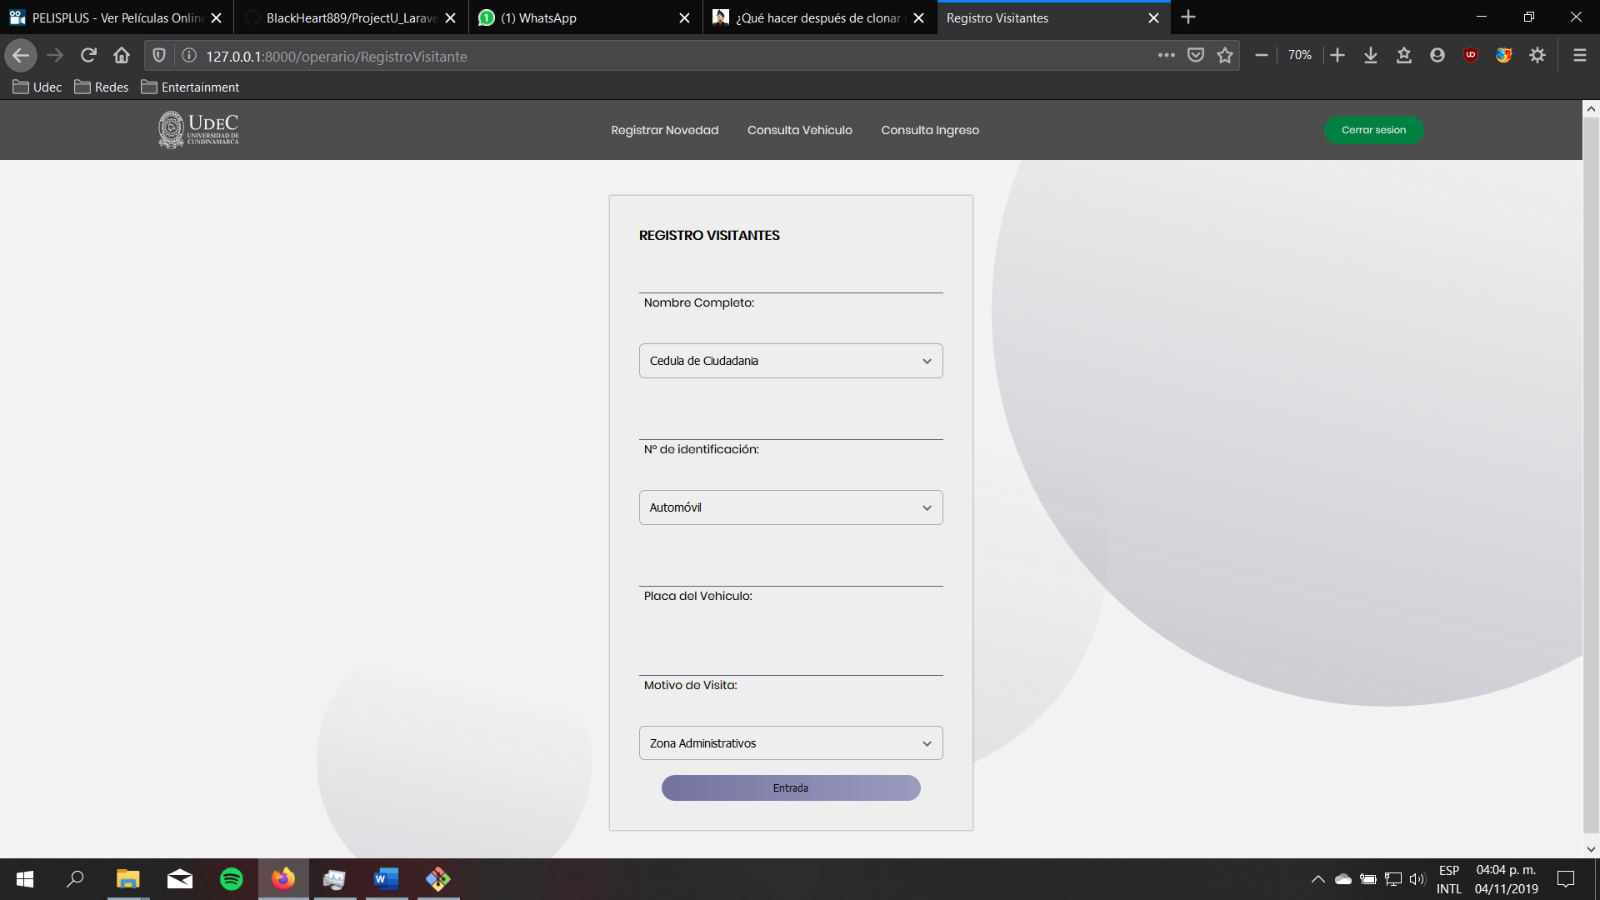 PELISPLUS - Ver Películas Online
BlackHeart889/ProjectU_Larave
(1) WhatsApp
¿Qué hacer después de clonar
Registro Visitantes
127.0.0.1:8000/operario/RegistroVisitante
70%
Udec
Redes
Entertainment
UDEC
UNIVERSIDAD DE
CUNDINAMARCA
Registrar Novedad
Consulta Vehiculo
Consulta Ingreso
Cerrar sesion
REGISTRO VISITANTES
Nombre Completo:
Cedula de Ciudadania
Nº de identificación:
Automóvil
Placa del Vehiculo:
Motivo de Visita:
Zona Administrativos
Entrada
ESP
INTL
04:04 p. m.
04/11/2019